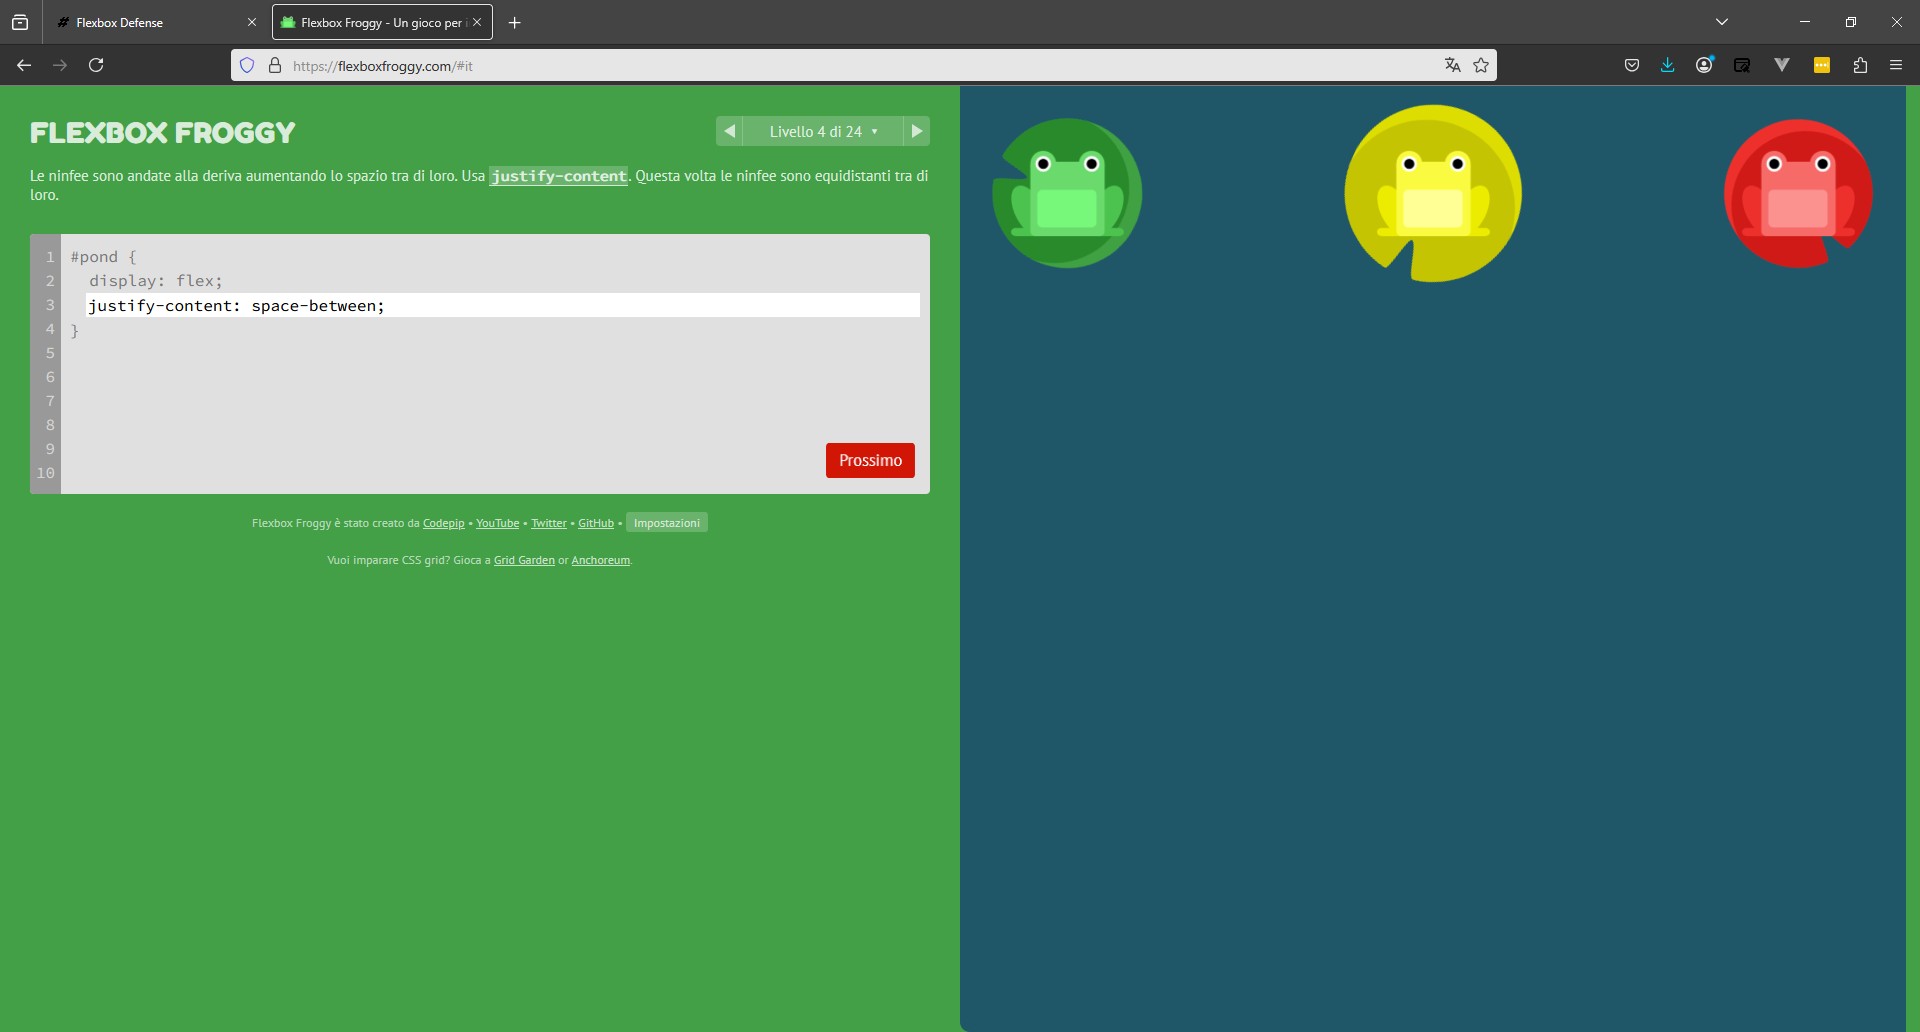 Flexbox Defense
Flexbox Froggy - Un gioco per i
https://flexboxfroggy.com/#it
FLEXBOX FROGGY
Livello 4 di 24
Le ninfee sono andate alla deriva aumentando lo spazio tra di loro. Usa justify-content. Questa volta le ninfee sono equidistanti tra di
loro.
1 #pond {
2 display: flex;
3 justify-content: space-between;
4 }
5
6
7
8
9
10
Prossimo
Flexbox Froggy è stato creato da Codepip • YouTube • Twitter • GitHub • Impostazioni
Vuoi imparare CSS grid? Gioca a Grid Garden or Anchoreum.